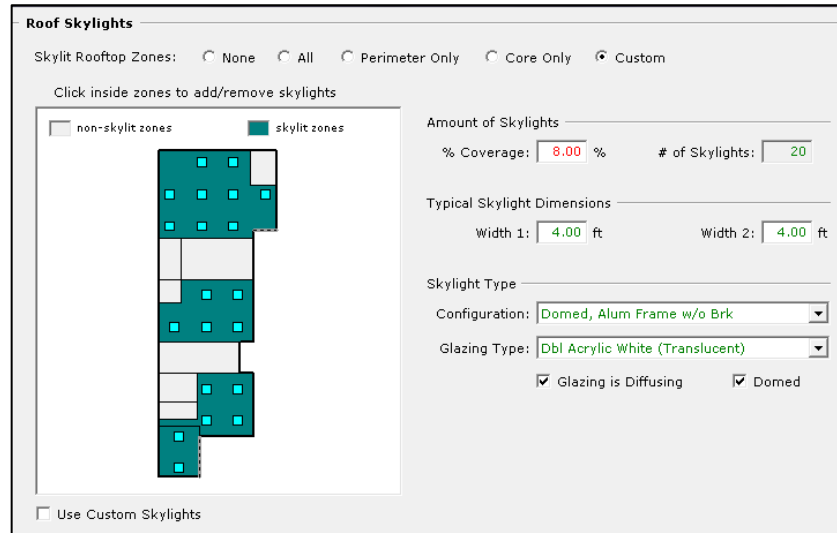 Roof Skylights
Skylit Rooftop Zones: None All Perimeter Only Core Only Custom
Click inside zones to add/remove skylights
non-skylit zones skylit zones
Amount of Skylights
% Coverage: 8.00 % # of Skylights: 20
Typical Skylight Dimensions
Width 1: 4.00 ft Width 2: 4.00 ft
Skylight Type
Configuration: Domed, Alum Frame w/o Brk
Glazing Type: Dbl Acrylic White (Translucent)
Glazing is Diffusing Domed
Use Custom Skylights